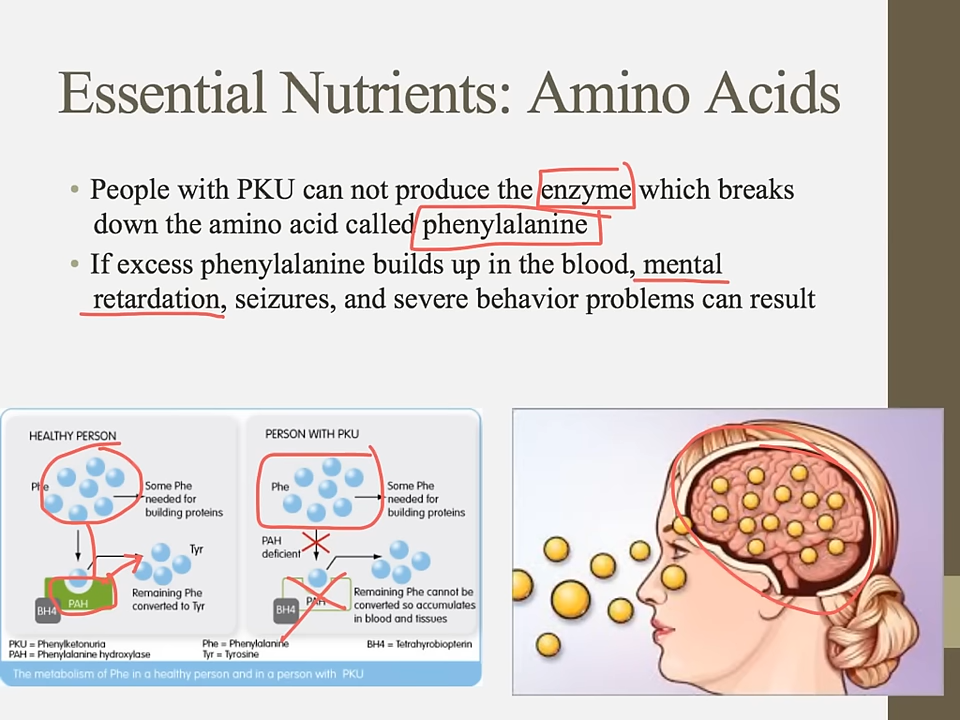 Essential Nutrients: Amino Acids
• People with PKU can not produce the enzyme which breaks
down the amino acid called phenylalanine
• If excess phenylalanine builds up in the blood, mental
retardation, seizures, and severe behavior problems can result
HEALTHY PERSON
Phe
Some Phe
needed for
building proteins
Tyr
PAH
BH4
Remaining Phe
converted to Tyr
PERSON WITH PKU
Phe
Some Phe
needed for
building proteins
PAH
deficient
PAH
BH4
Remaining Phe cannot be
converted so accumulates
in blood and tissues
PKU = Phenylketonuria
PAH = Phenylalanine hydroxylase
Phe = Phenylalanine
Tyr = Tyrosine
BH4 = Tetrahyrobiopterin
The metabolism of Phe in a healthy person and in a person with PKU